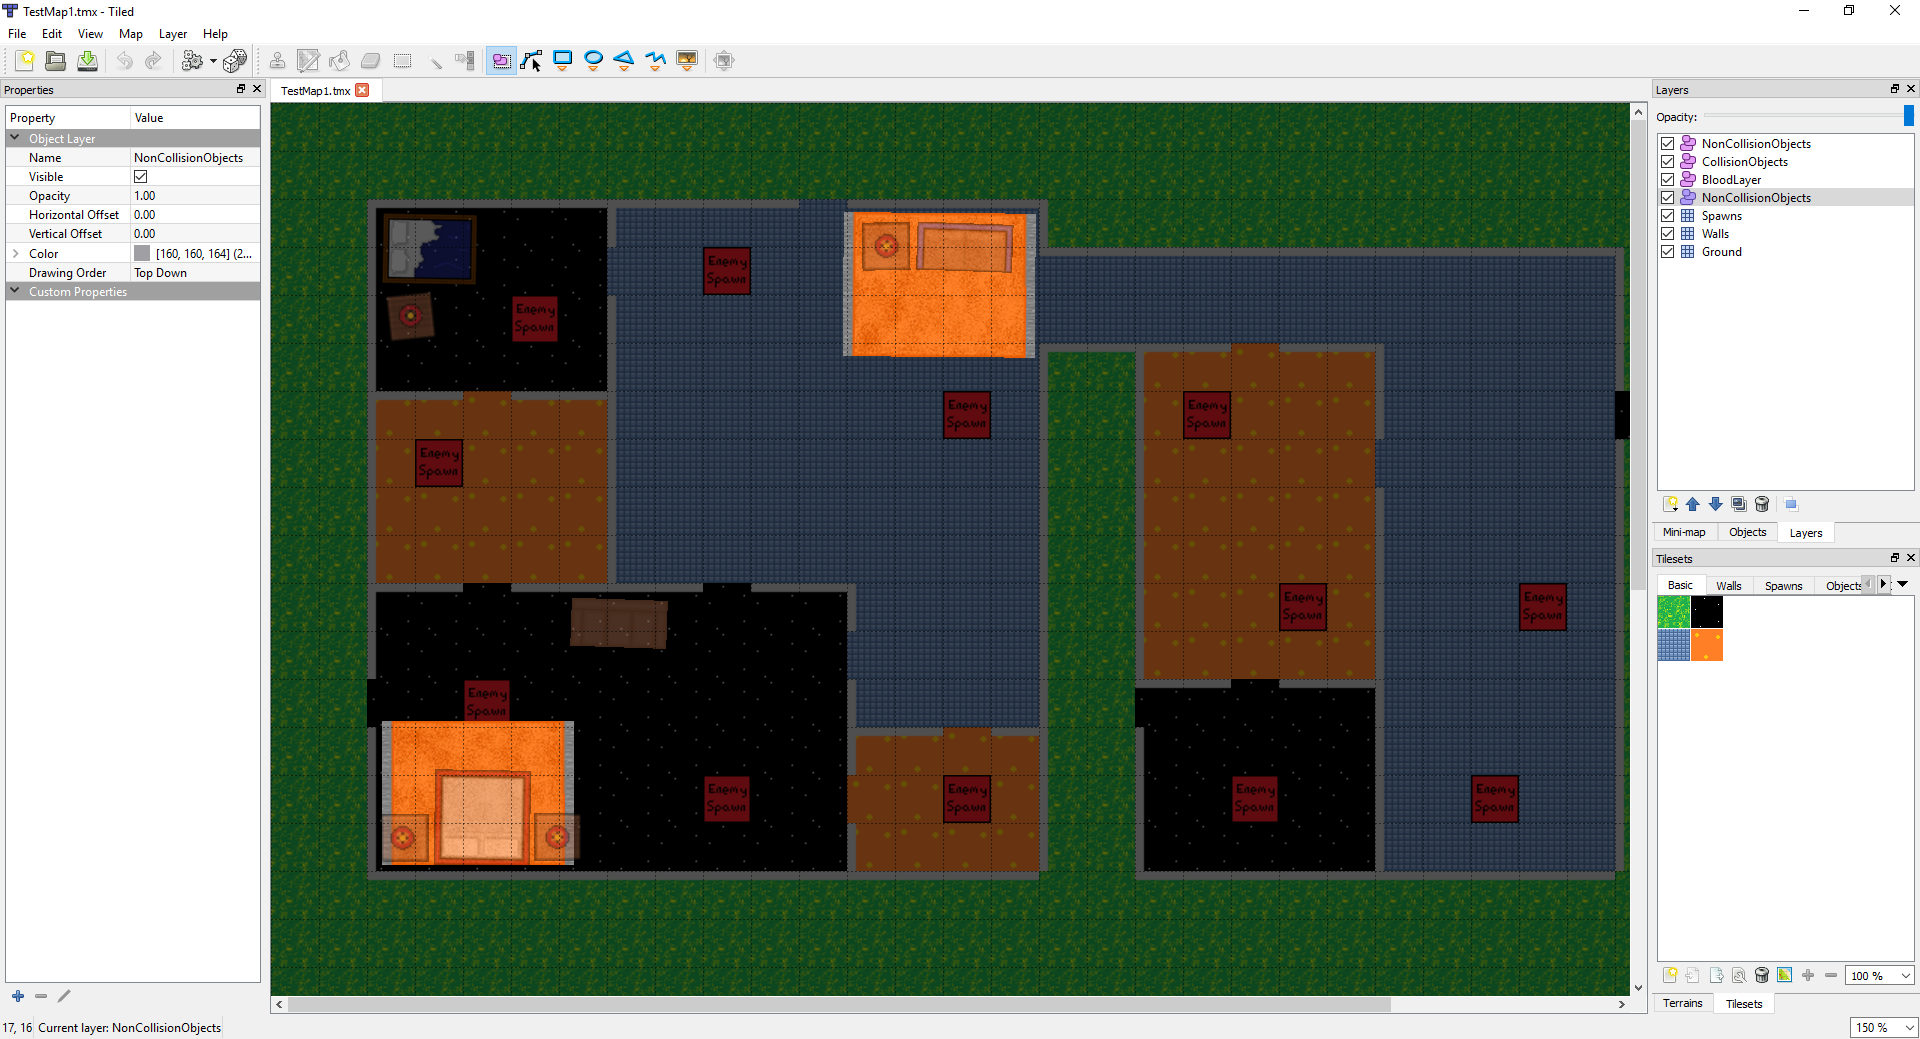 TestMap1.tmx - Tiled
File Edit View Map Layer Help
Properties
TestMap1.tmx
Layers
Property Value
Opacity:
Object Layer
Name NonCollisionObjects
Visible
Opacity 1.00
Horizontal Offset 0.00
Vertical Offset 0.00
Color [160, 160, 164] (2...
Drawing Order Top Down
Custom Properties
NonCollisionObjects
CollisionObjects
BloodLayer
NonCollisionObjects
Spawns
Walls
Ground
Enemy
Spawn
Enemy
Spawn
Enemy
Spawn
Enemy
Spawn
Enemy
Spawn
Enemy
Spawn
Enemy
Spawn
Enemy
Spawn
Enemy
Spawn
Enemy
Spawn
Enemy
Spawn
Enemy
Spawn
Mini-map Objects Layers
Tilesets
Basic Walls Spawns Objects
100 %
Terrains Tilesets
17, 16 Current layer: NonCollisionObjects
150 %